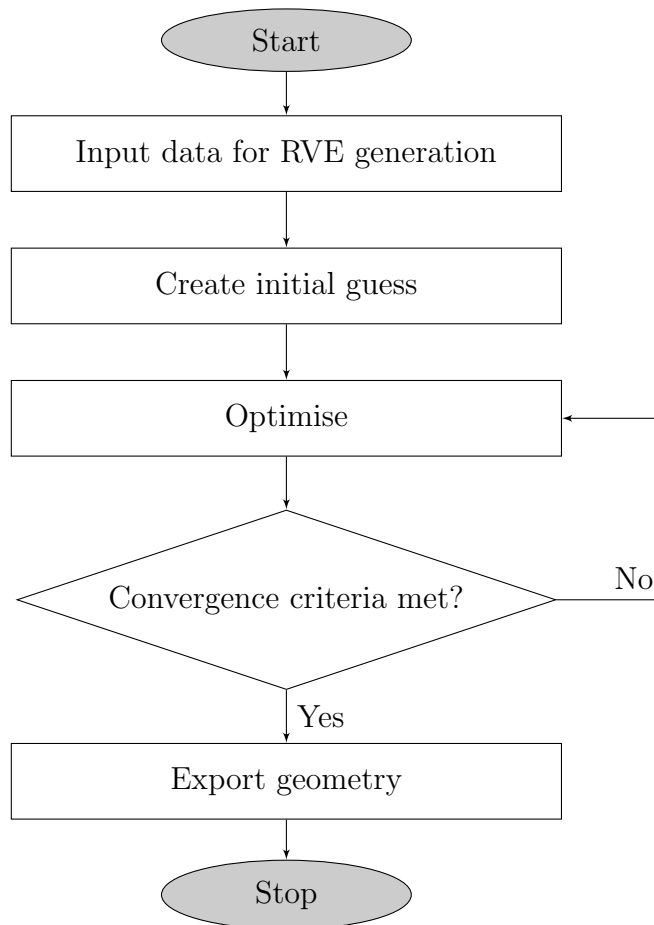 Start
Input data for RVE generation
Create initial guess
Optimise
Convergence criteria met?
No
Yes
Export geometry
Stop